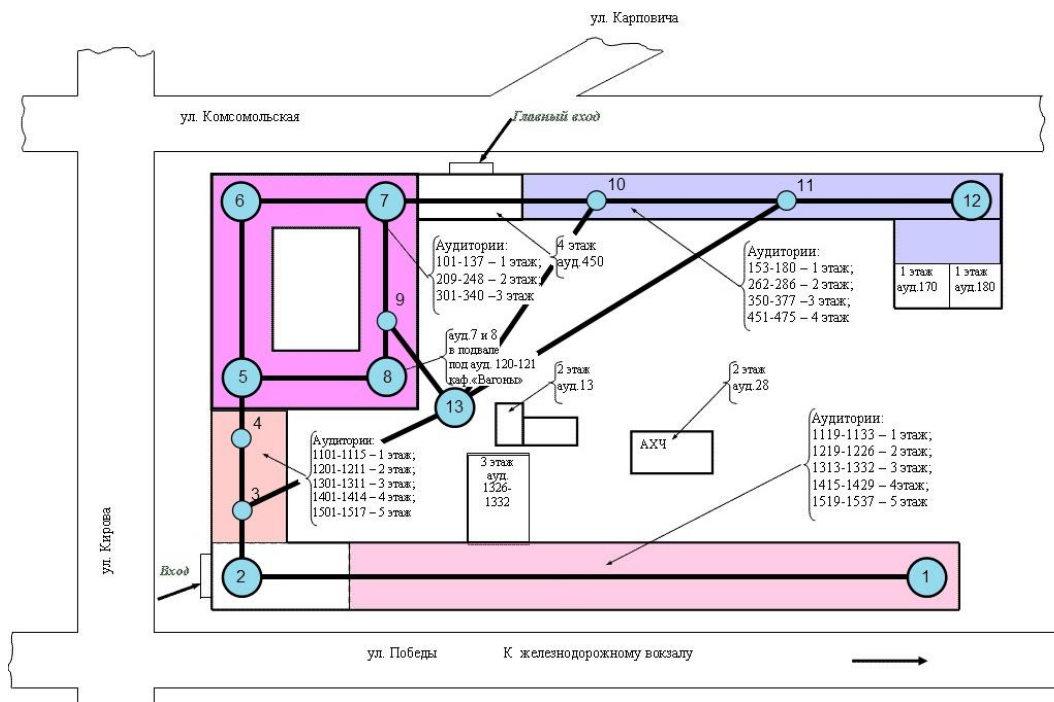 ул. Карповича
ул. Комсомольская
Главный вход
6
7
10
11
12
Аудитории:
101-137 – 1 этаж;
209-248 – 2 этаж;
301-340 –3 этаж
4 этаж
ауд.450
Аудитории:
153-180 – 1 этаж;
262-286 – 2 этаж;
350-377 –3 этаж;
451-475 – 4 этаж
1 этаж
ауд.170
1 этаж
ауд.180
9
ауд.7 и 8
в подвале
под ауд. 120-121
каф.«Вагоны»
5
8
13
2 этаж
ауд.13
2 этаж
ауд.28
АХЧ
4
Аудитории:
1101-1115 – 1 этаж;
1201-1211 – 2 этаж;
1301-1311 – 3 этаж;
1401-1414 – 4 этаж;
1501-1517 – 5 этаж
3
3 этаж
ауд.
1326-
1332
Аудитории:
1119-1133 – 1 этаж;
1219-1226 – 2 этаж;
1313-1332 – 3 этаж;
1415-1429 – 4этаж;
1519-1537 – 5 этаж
ул. Кирова
Вход
2
1
ул. Победы
К железнодорожному вокзалу